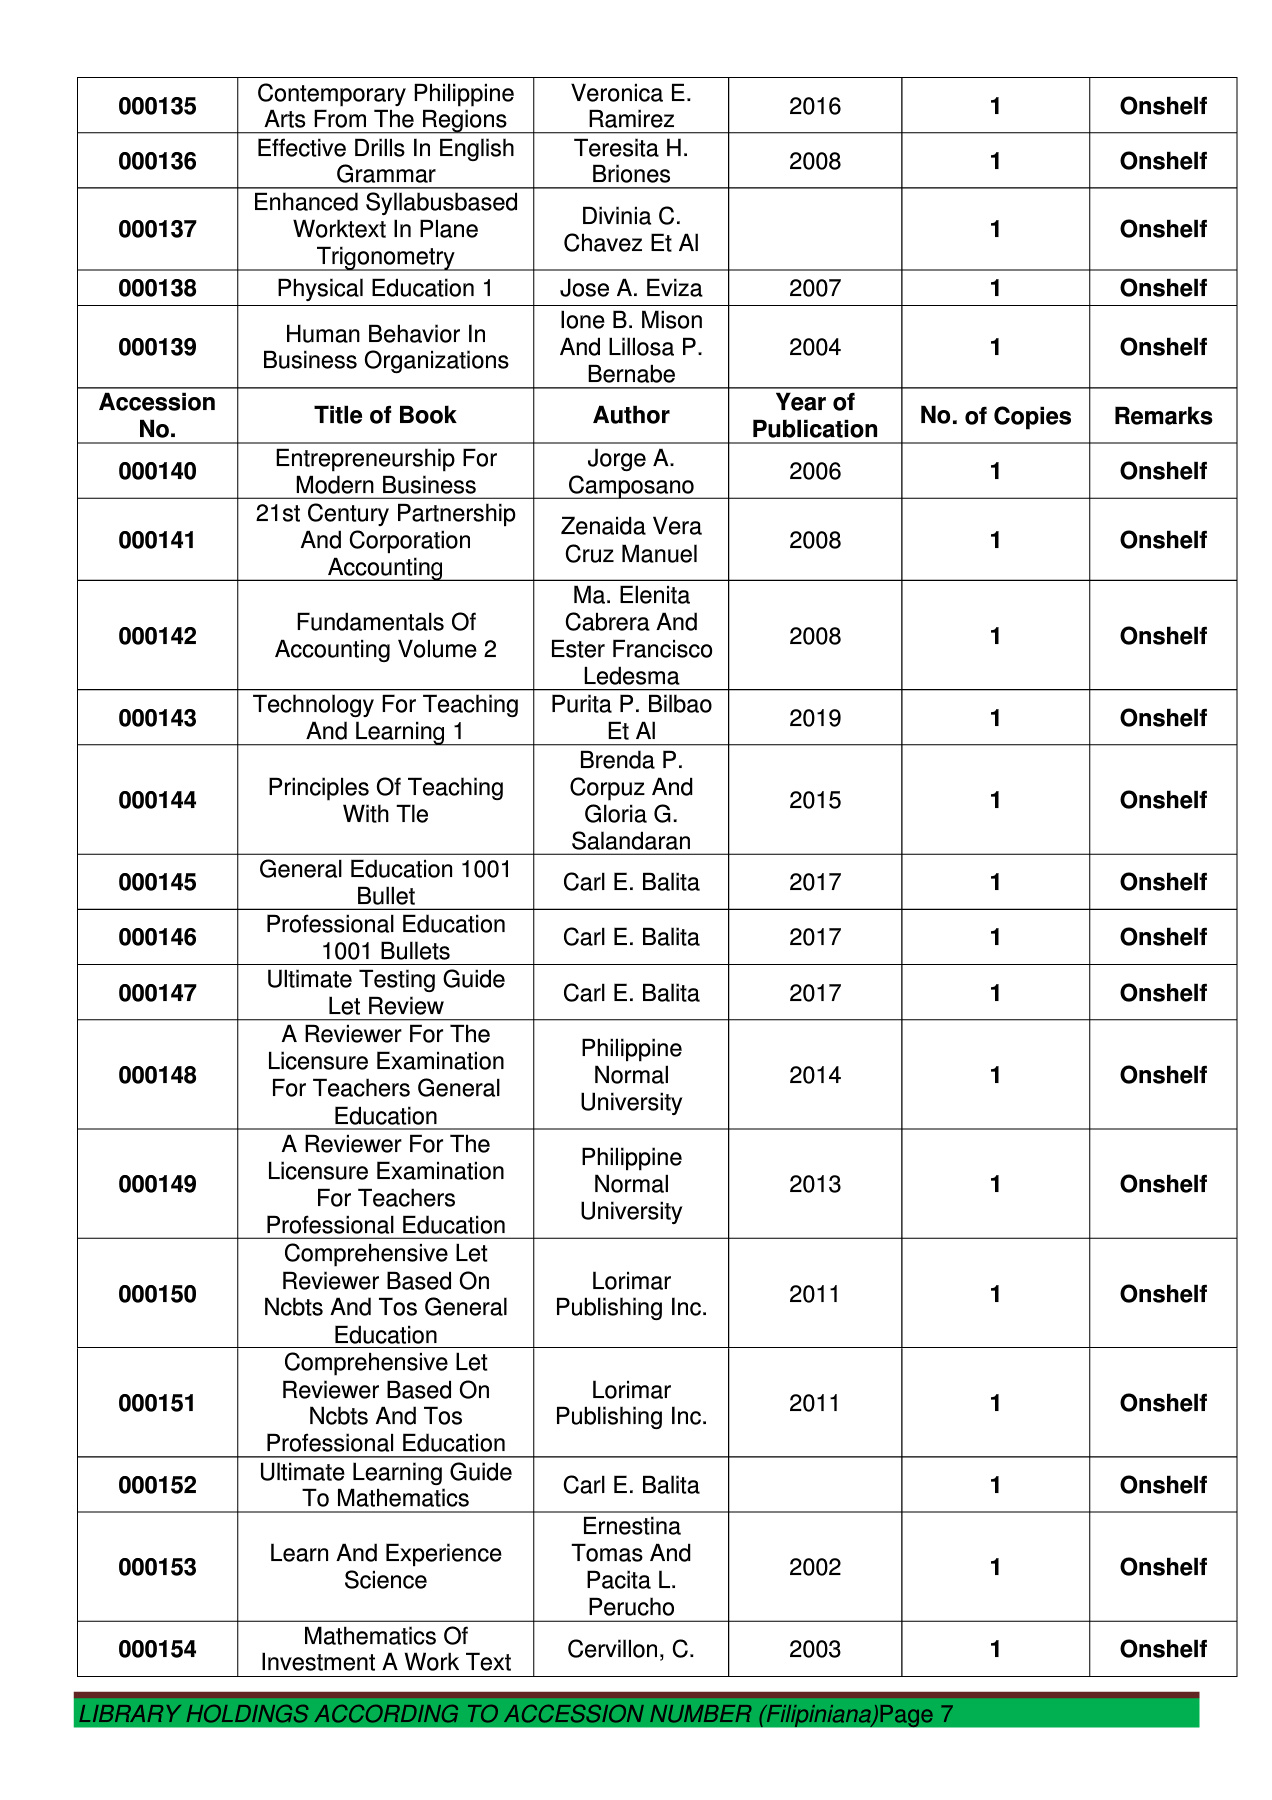 000135
Contemporary Philippine
Arts From The Regions
Veronica E.
Ramirez
2016
1
Onshelf
000136
Effective Drills In English
Grammar
Teresita H.
Briones
2008
1
Onshelf
000137
Enhanced Syllabusbased
Worktext In Plane
Trigonometry
Divinia C.
Chavez Et Al
1
Onshelf
000138
Physical Education 1
Jose A. Eviza
2007
1
Onshelf
000139
Human Behavior In
Business Organizations
Ione B. Mison
And Lillosa P.
Bernabe
2004
1
Onshelf
Accession
No.
Title of Book
Author
Year of
Publication
No. of Copies
Remarks
000140
Entrepreneurship For
Modern Business
Jorge A.
Camposano
2006
1
Onshelf
000141
21st Century Partnership
And Corporation
Accounting
Zenaida Vera
Cruz Manuel
2008
1
Onshelf
000142
Fundamentals Of
Accounting Volume 2
Ma. Elenita
Cabrera And
Ester Francisco
Ledesma
2008
1
Onshelf
000143
Technology For Teaching
And Learning 1
Purita P. Bilbao
Et Al
2019
1
Onshelf
000144
Principles Of Teaching
With Tle
Brenda P.
Corpuz And
Gloria G.
Salandaran
2015
1
Onshelf
000145
General Education 1001
Bullet
Carl E. Balita
2017
1
Onshelf
000146
Professional Education
1001 Bullets
Carl E. Balita
2017
1
Onshelf
000147
Ultimate Testing Guide
Let Review
Carl E. Balita
2017
1
Onshelf
000148
A Reviewer For The
Licensure Examination
For Teachers General
Education
Philippine
Normal
University
2014
1
Onshelf
000149
A Reviewer For The
Licensure Examination
For Teachers
Professional Education
Philippine
Normal
University
2013
1
Onshelf
000150
Comprehensive Let
Reviewer Based On
Ncbts And Tos General
Education
Lorimar
Publishing Inc.
2011
1
Onshelf
000151
Comprehensive Let
Reviewer Based On
Ncbts And Tos
Professional Education
Lorimar
Publishing Inc.
2011
1
Onshelf
000152
Ultimate Learning Guide
To Mathematics
Carl E. Balita
1
Onshelf
000153
Learn And Experience
Science
Ernestina
Tomas And
Pacita L.
Perucho
2002
1
Onshelf
000154
Mathematics Of
Investment A Work Text
Cervillon, C.
2003
1
Onshelf
LIBRARY HOLDINGS ACCORDING TO ACCESSION NUMBER (Filipiniana)Page 7